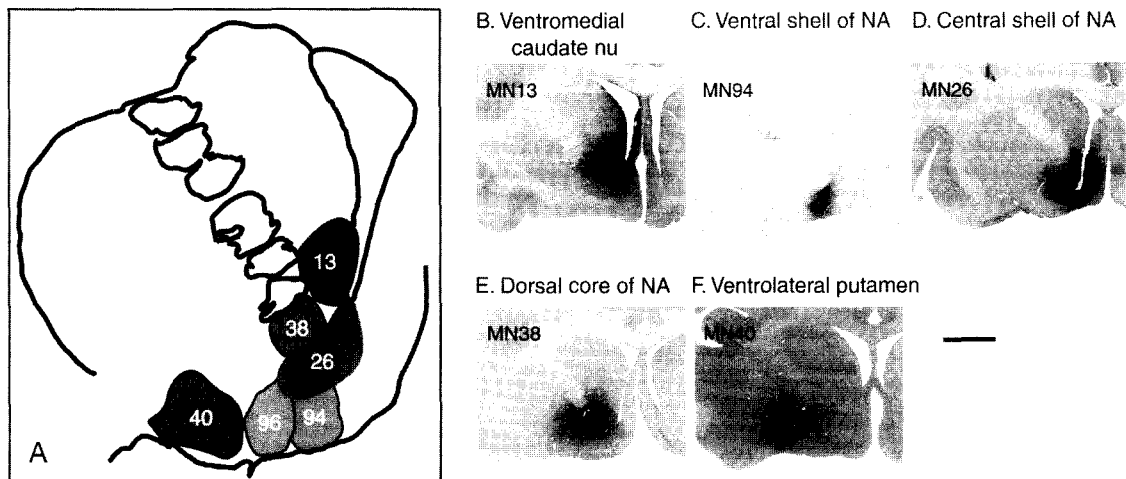 B. Ventromedial
caudate nu
C. Ventral shell of NA
D. Central shell of NA
MN13
MN94
MN26
E. Dorsal core of NA
F. Ventrolateral putamen
MN38
MN40
13
38
26
40
96
94
A